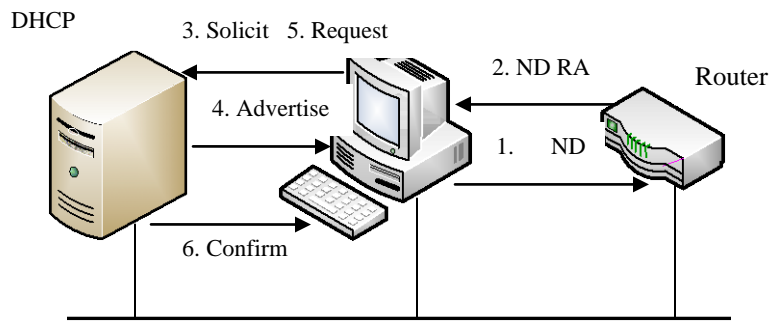 DHCP
3. Solicit 5. Request
2. ND RA
Router
4. Advertise
1. ND
6. Confirm